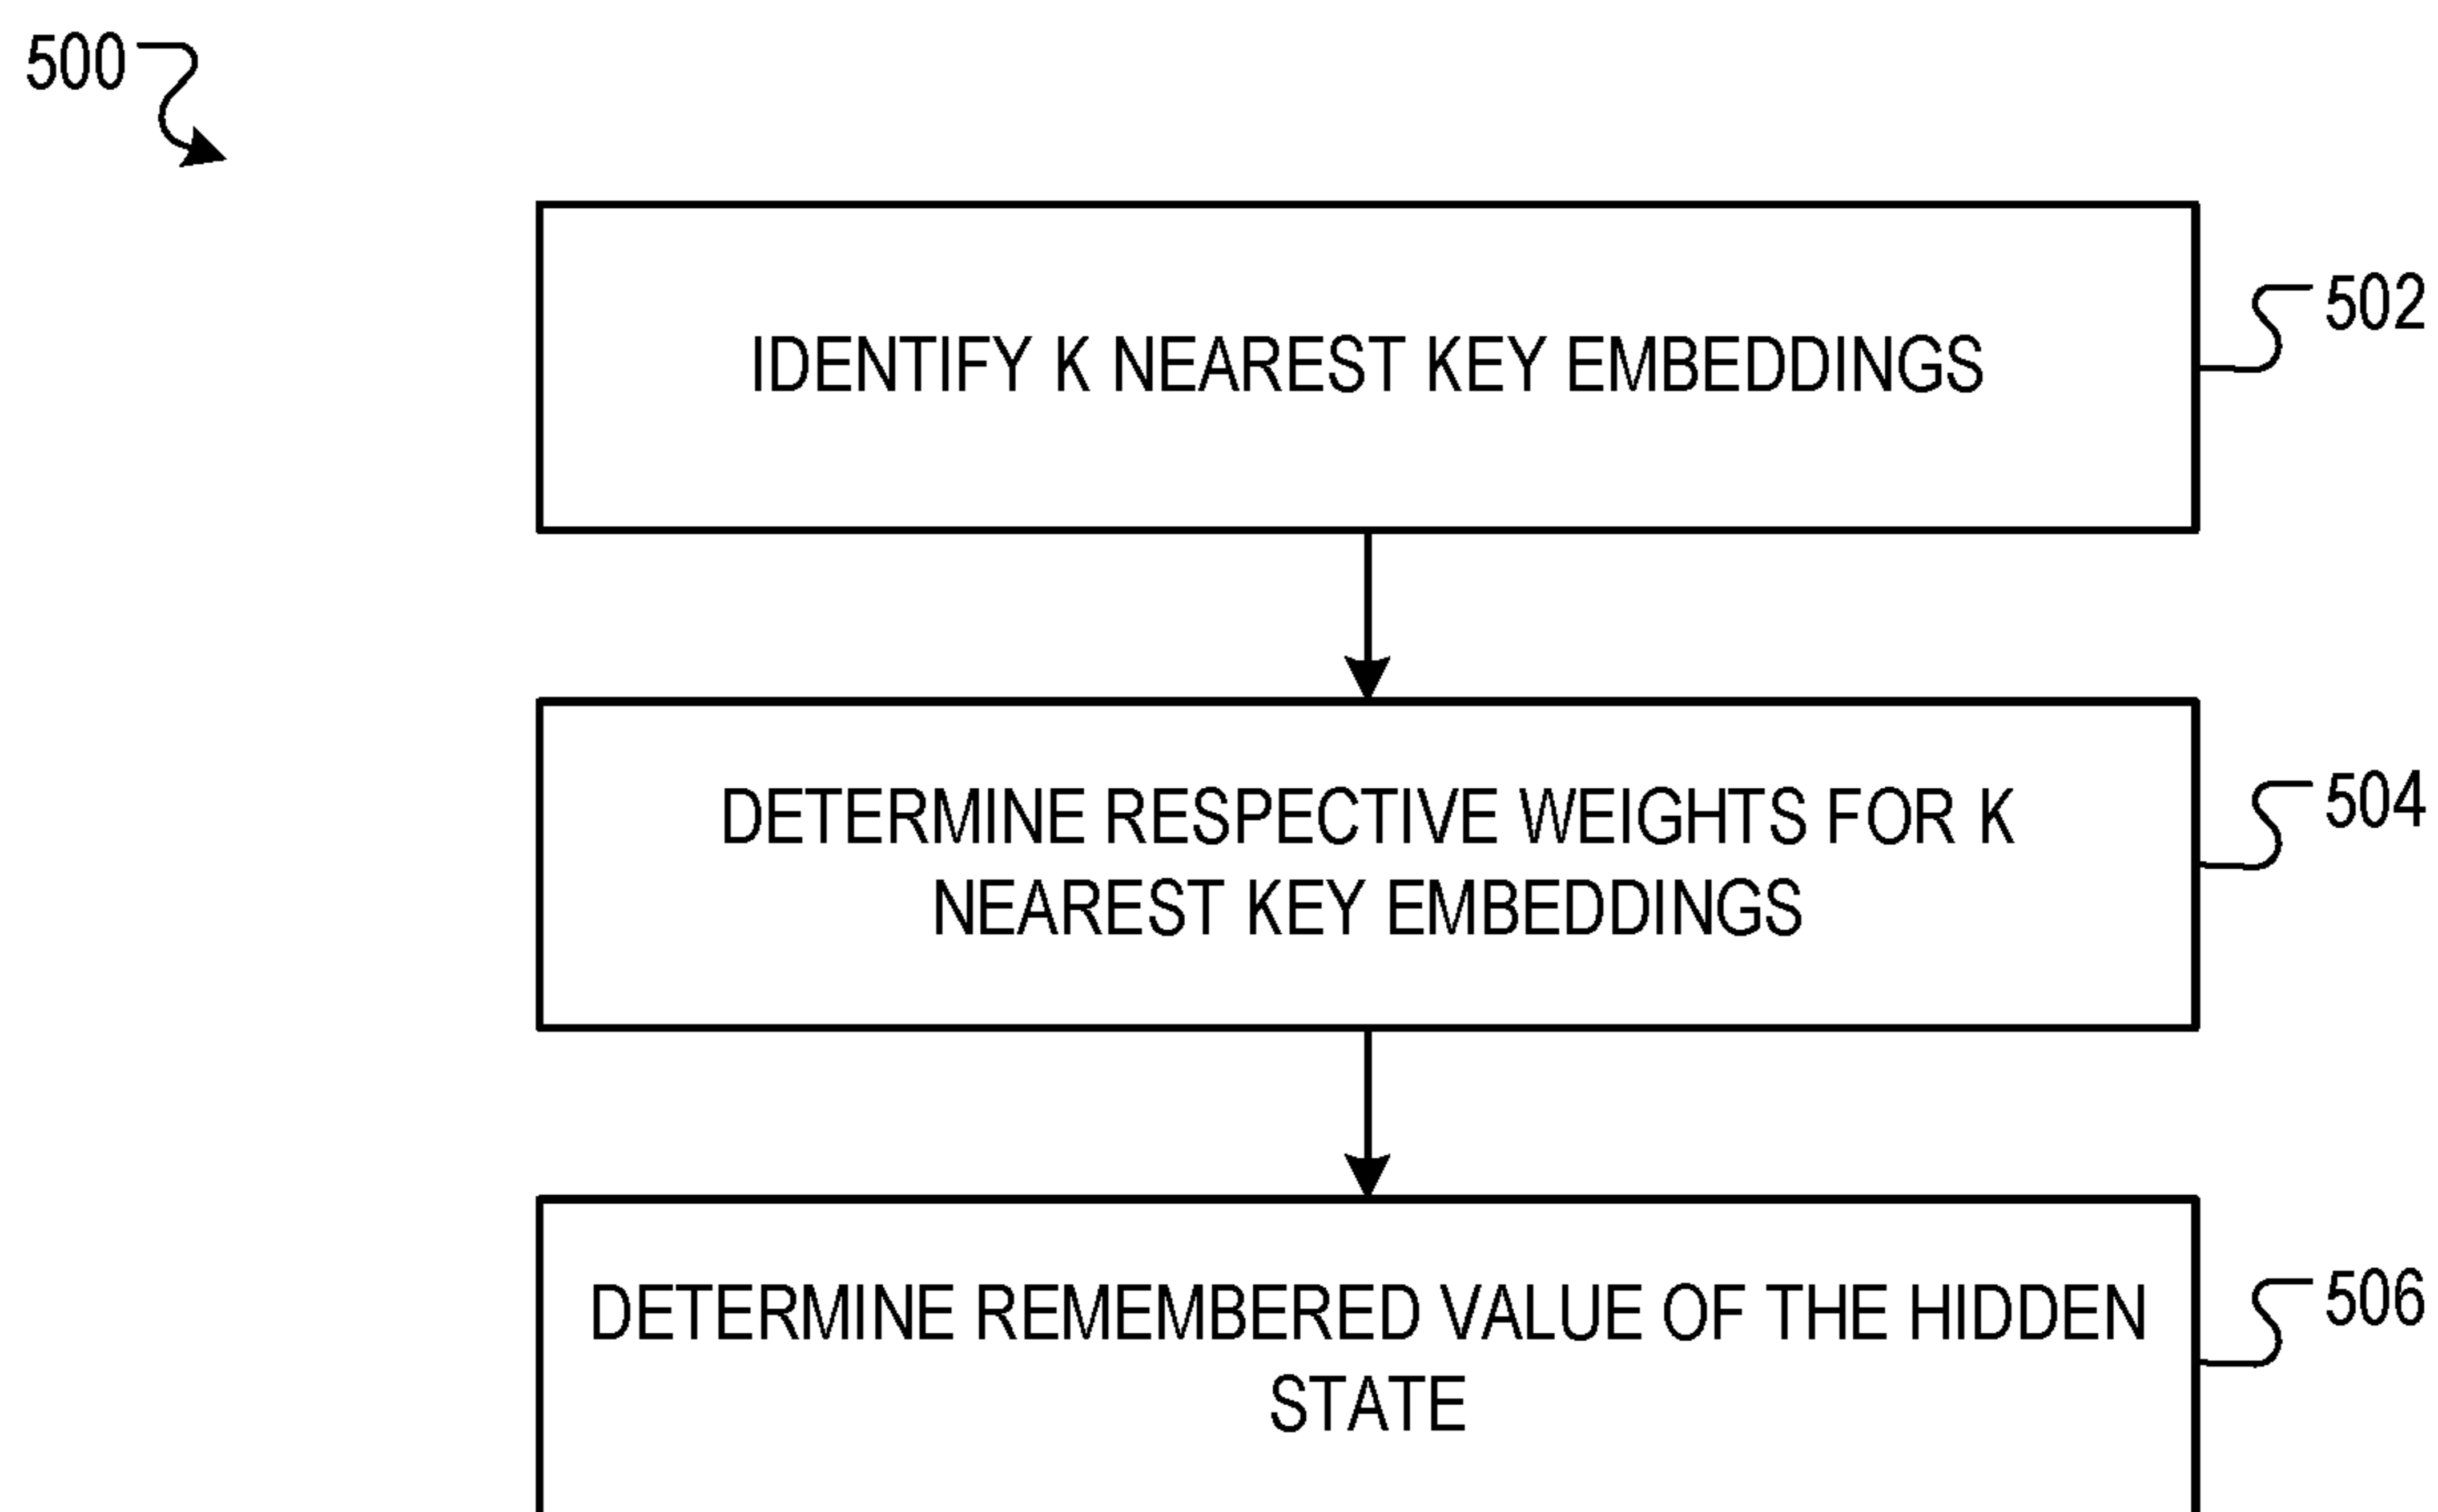 500
IDENTIFY K NEAREST KEY EMBEDDINGS
502
DETERMINE RESPECTIVE WEIGHTS FOR K
NEAREST KEY EMBEDDINGS
504
DETERMINE REMEMBERED VALUE OF THE HIDDEN
STATE
506